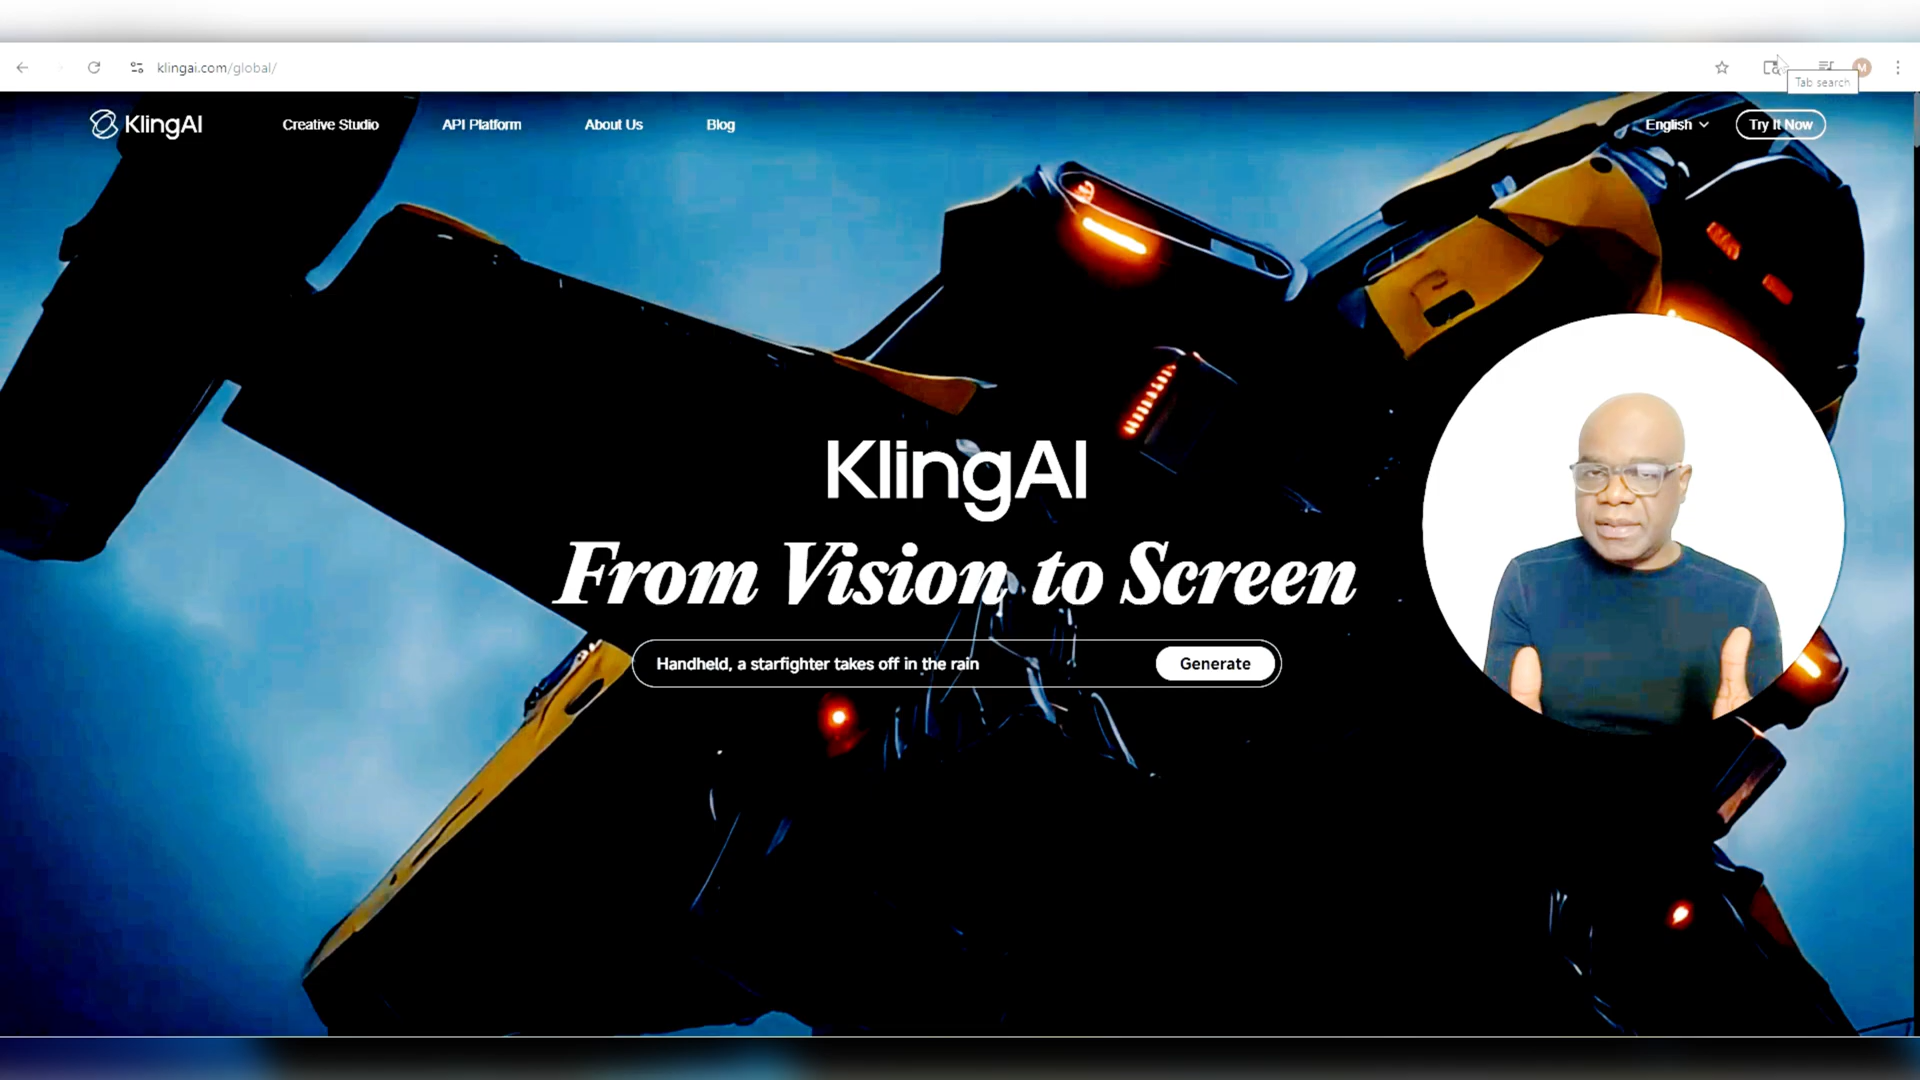 klingai.com/global/
M
Tab search
KlingAI
Creative Studio
API Platform
About Us
Blog
English
Try It Now
KlingAI
From Vision to Screen
Handheld, a starfighter takes off in the rain
Generate